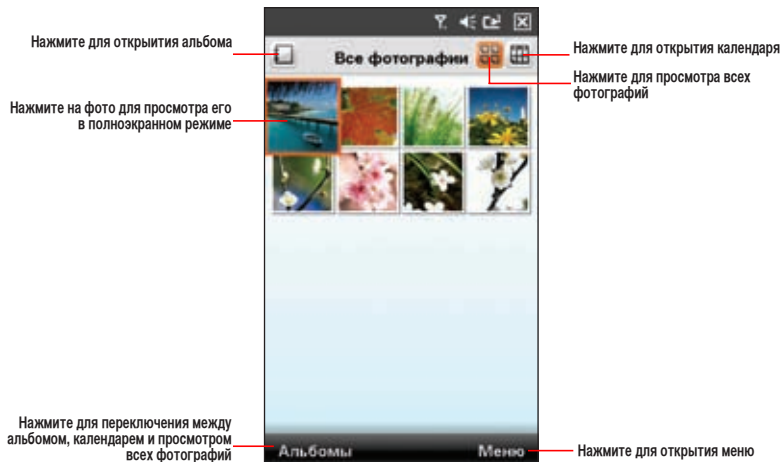 Нажмите для открыития альбома
Все фотографии
Нажмите для открытия календаря
Нажмите для просмотра всех
фотографий
Нажмите на фото для просмотра его
в полноэкранном режиме
Нажмите для переключения между
альбомом, календарем и просмотром
всех фотографий
Альбомы
Меню
Нажмите для открытия меню